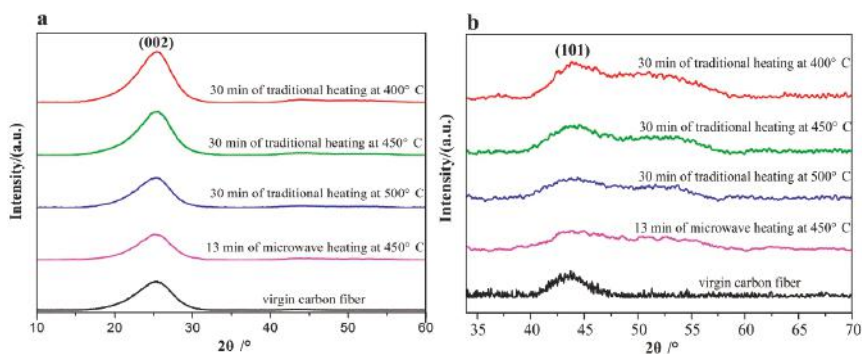 a
(002)
30 min of traditional heating at 400° C
30 min of traditional heating at 450° C
30 min of traditional heating at 500° C
13 min of microwave heating at 450° C
virgin carbon fiber
Intensity/(a.u.)
10 20 30 40 50 60
2θ /°
b
(101)
30 min of traditional heating at 400° C
30 min of traditional heating at 450° C
30 min of traditional heating at 500° C
13 min of microwave heating at 450° C
virgin carbon fiber
Intensity/(a.u.)
35 40 45 50 55 60 65 70
2θ /°